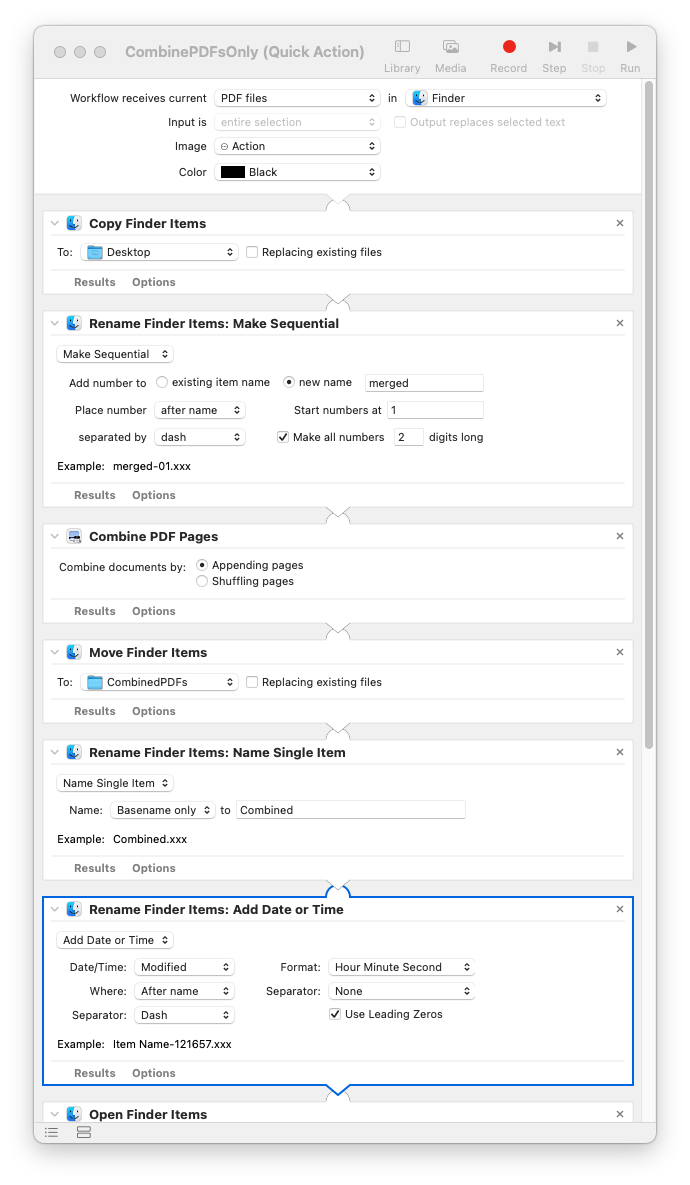 CombinePDFsOnly (Quick Action)
Library Media Record Step Stop Run
Workflow receives current PDF files in Finder
Input is entire selection Output replaces selected text
Image Action
Color Black
Copy Finder Items
To: Desktop Replacing existing files
Results Options
Rename Finder Items: Make Sequential
Make Sequential
Add number to existing item name new name merged
Place number after name Start numbers at 1
separated by dash Make all numbers 2 digits long
Example: merged-01.xxx
Results Options
Combine PDF Pages
Combine documents by: Appending pages
Shuffling pages
Results Options
Move Finder Items
To: CombinedPDFs Replacing existing files
Results Options
Rename Finder Items: Name Single Item
Name Single Item
Name: Basename only to Combined
Example: Combined.xxx
Results Options
Rename Finder Items: Add Date or Time
Add Date or Time
Date/Time: Modified Format: Hour Minute Second
Where: After name Separator: None
Separator: Dash Use Leading Zeros
Example: Item Name-121657.xxx
Results Options
Open Finder Items